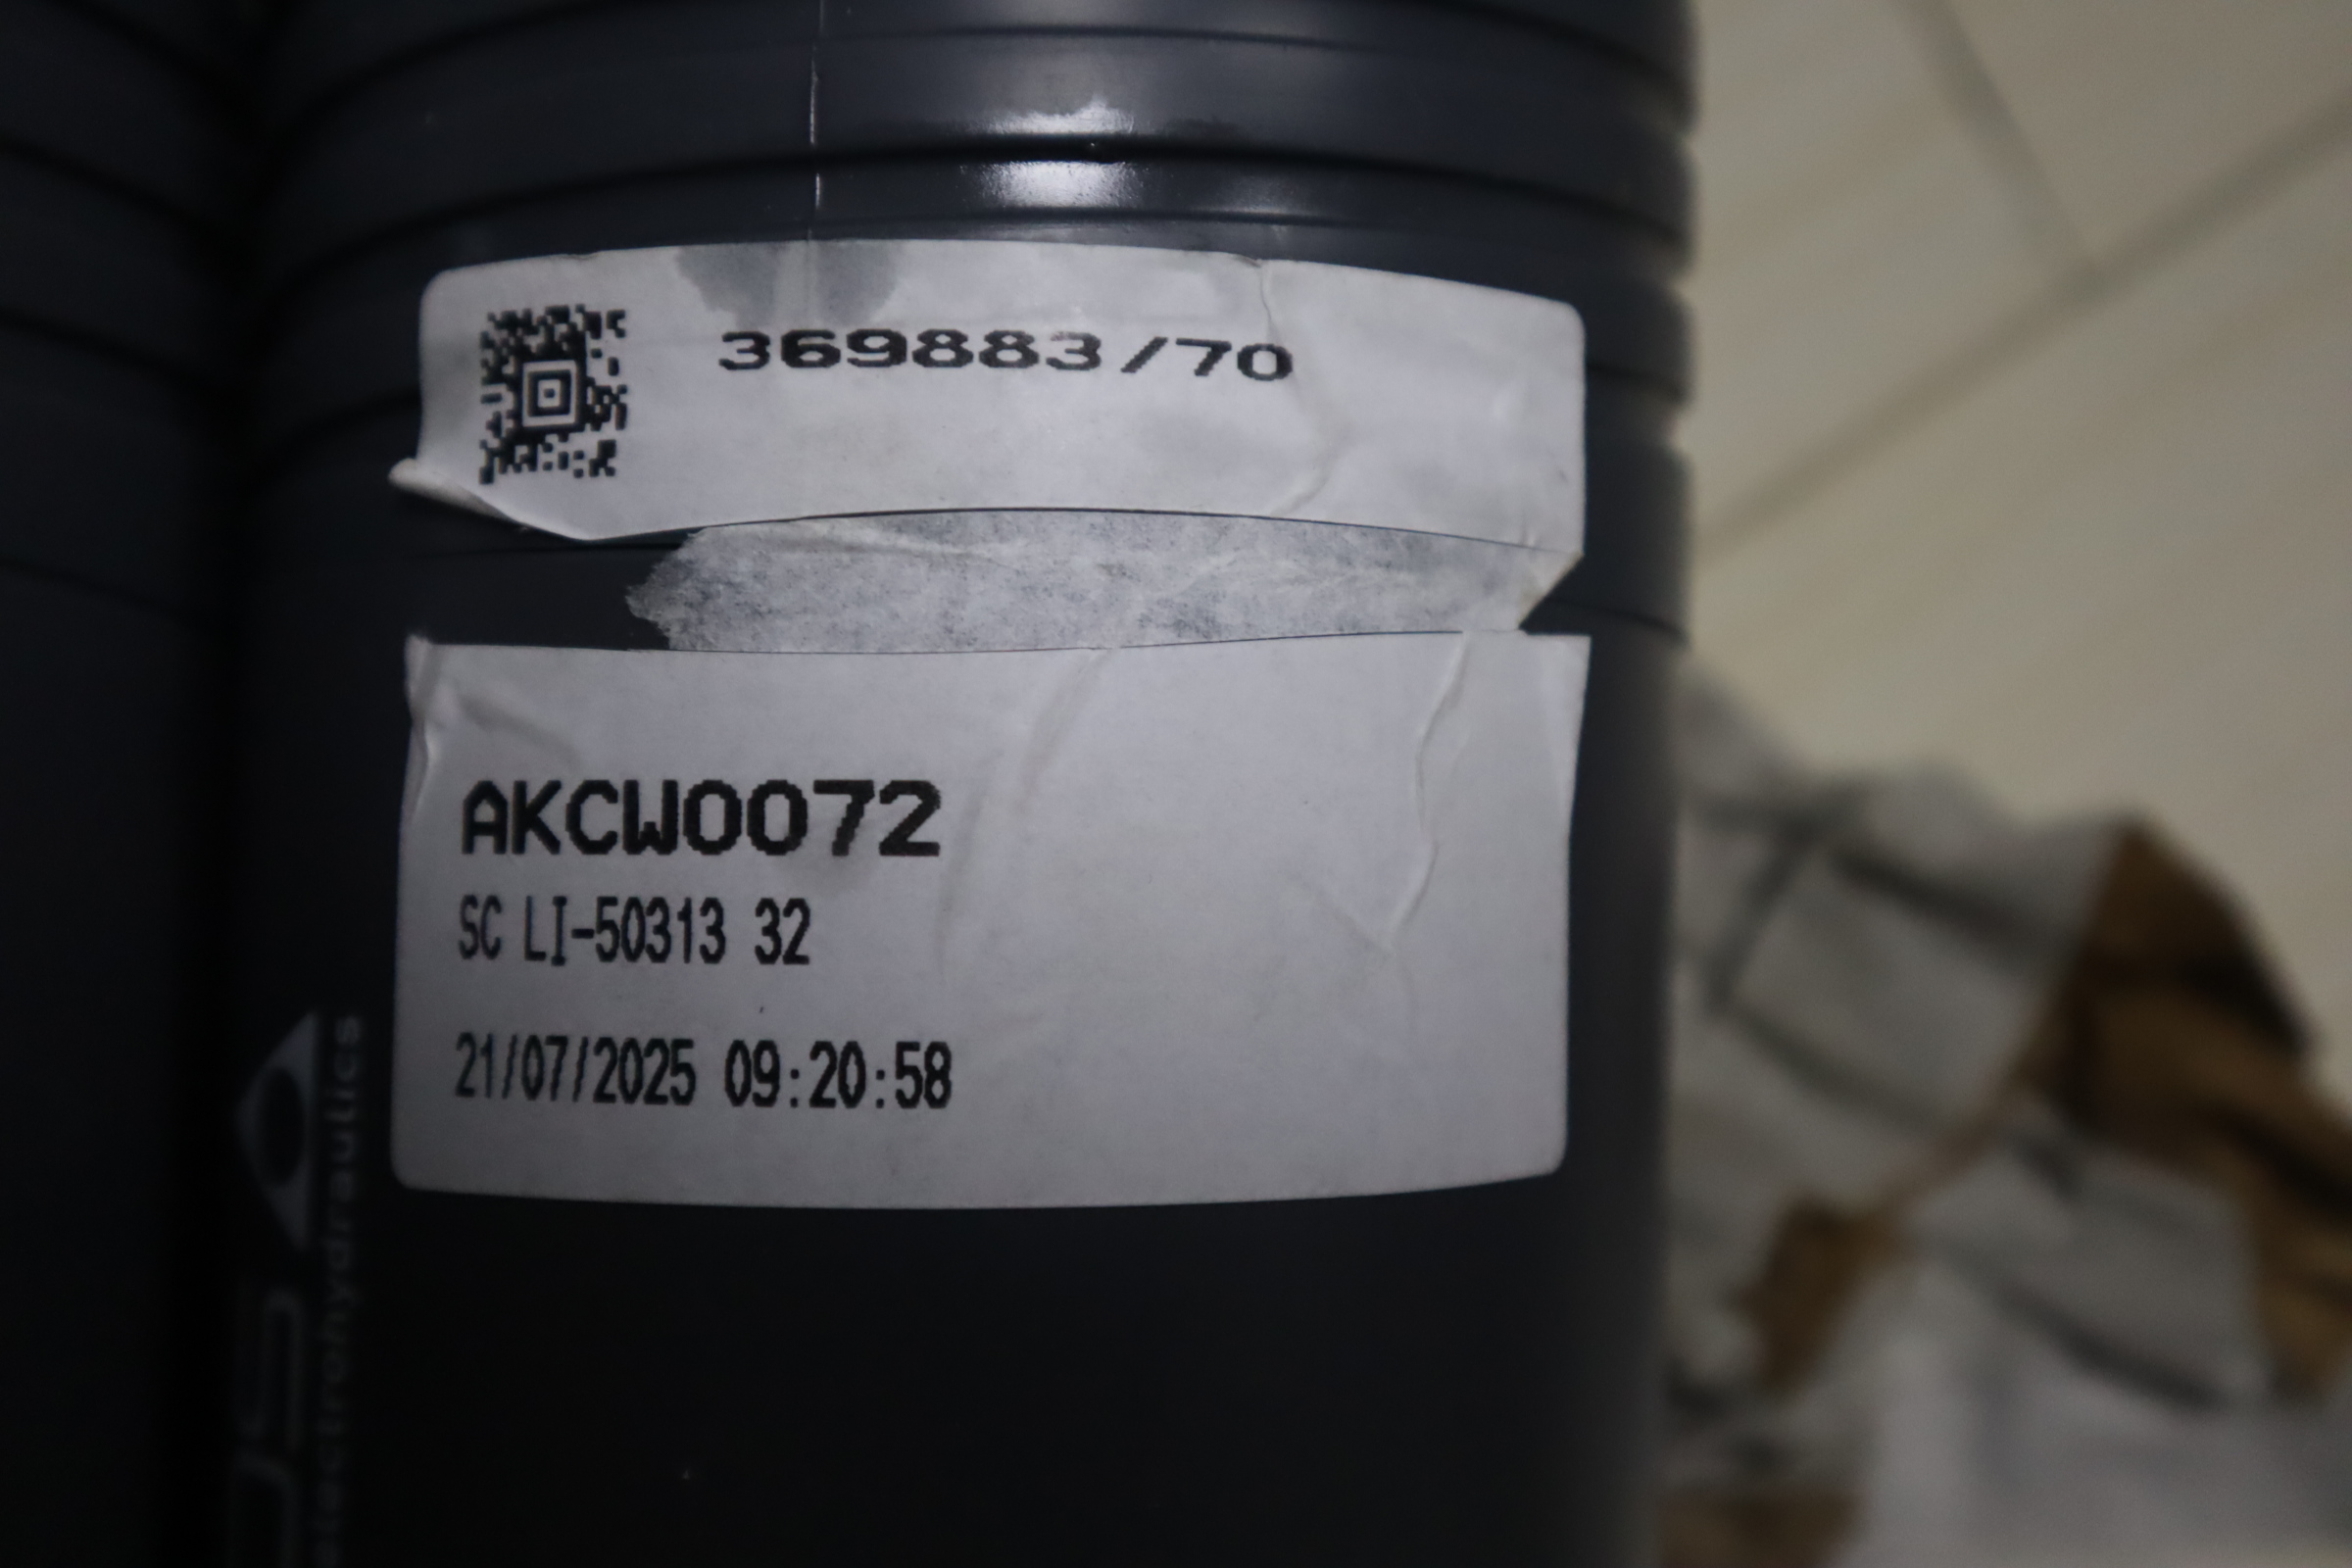 369883/70
AKCW0072
SC LI-50313 32
21/07/2025 09:20:58
electrohydraulics